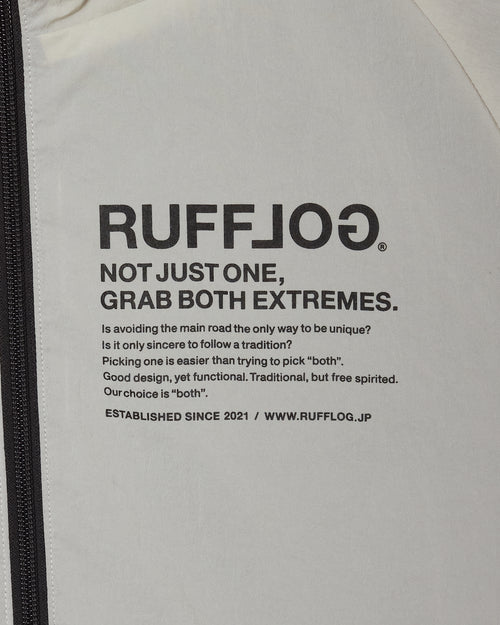 RUFFLOG®
NOT JUST ONE,
GRAB BOTH EXTREMES.
Is avoiding the main road the only way to be unique?
Is it only sincere to follow a tradition?
Picking one is easier than trying to pick “both”.
Good design, yet functional. Traditional, but free spirited.
Our choice is “both”.
ESTABLISHED SINCE 2021 / WWW.RUFFLOG.JP